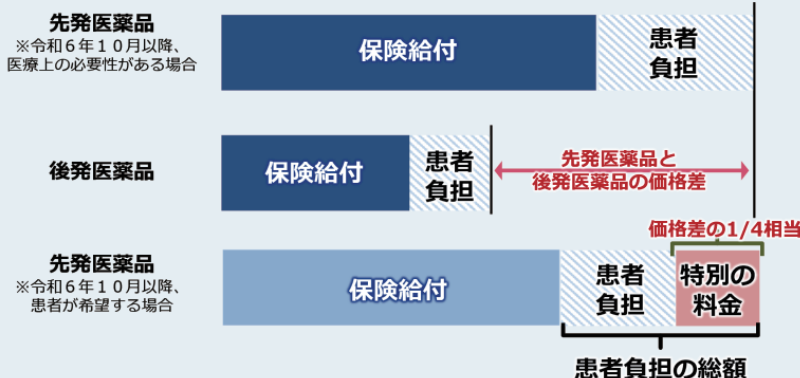 先発医薬品
※令和６年１０月以降、
医療上の必要性がある場合
保険給付
患者
負担
後発医薬品
保険給付
患者
負担
先発医薬品と
後発医薬品の価格差
価格差の1/4相当
先発医薬品
※令和６年１０月以降、
患者が希望する場合
保険給付
患者
負担
特別の
料金
患者負担の総額